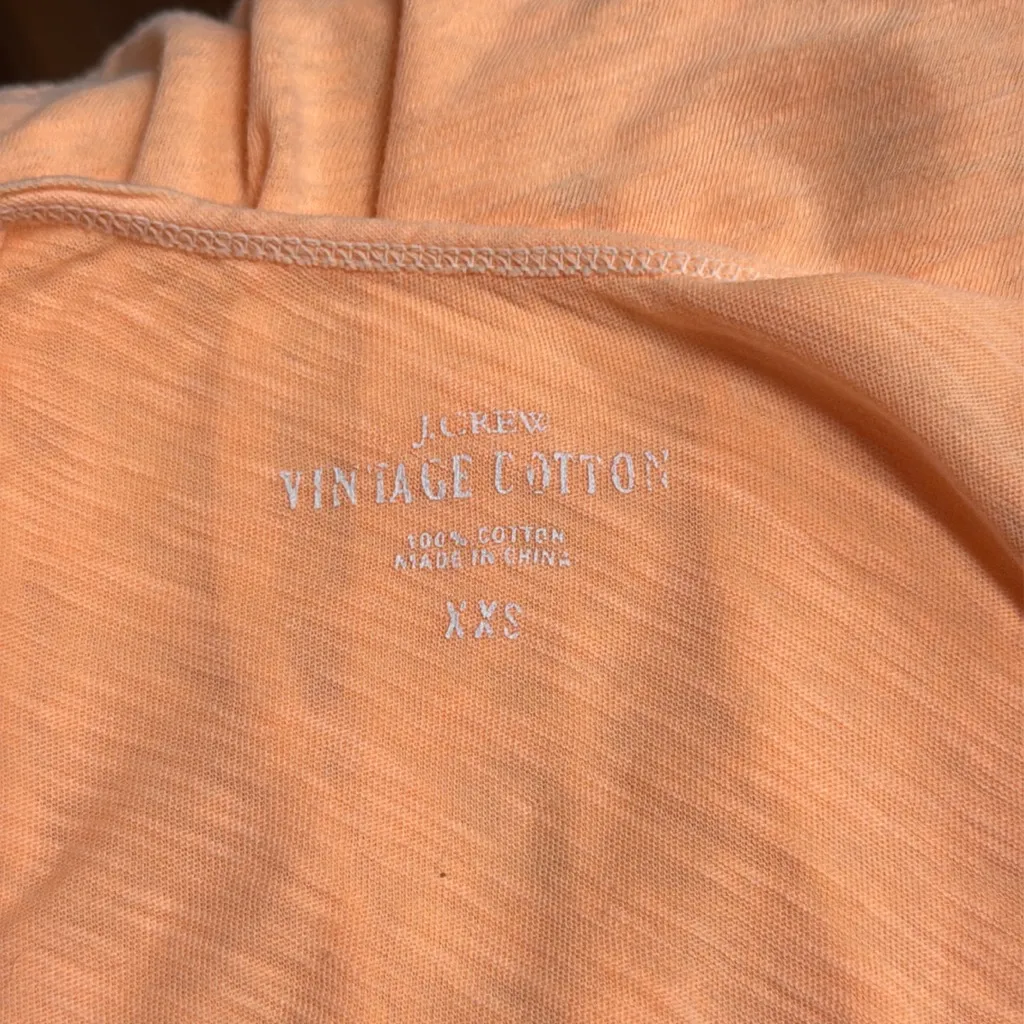 J.CREW
VINTAGE COTTON
100% COTTON
MADE IN CHINA
XXS